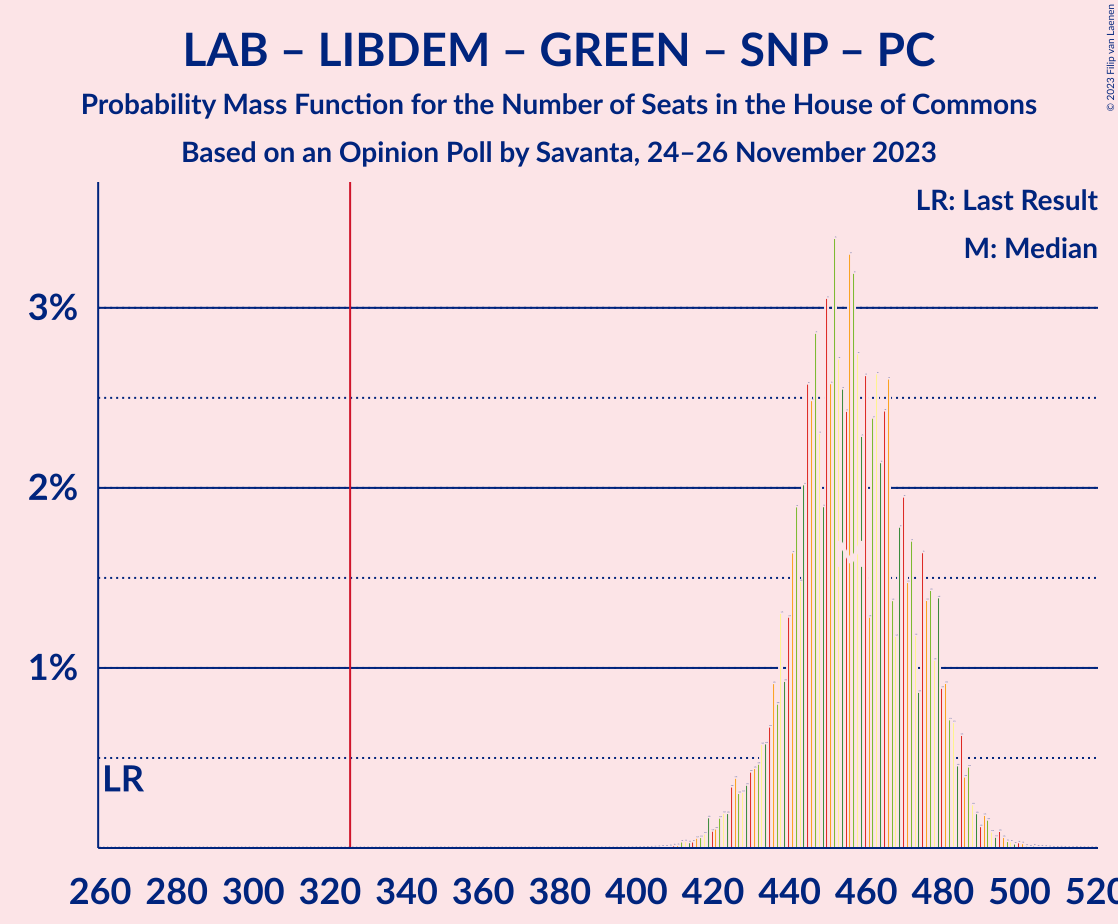 LAB – LIBDEM – GREEN – SNP – PC
Probability Mass Function for the Number of Seats in the House of Commons
Based on an Opinion Poll by Savanta, 24–26 November 2023
© 2023 Filip van Laenen
LR: Last Result
M: Median
3%
2%
1%
LR
260 280 300 320 340 360 380 400 420 440 460 480 500 520